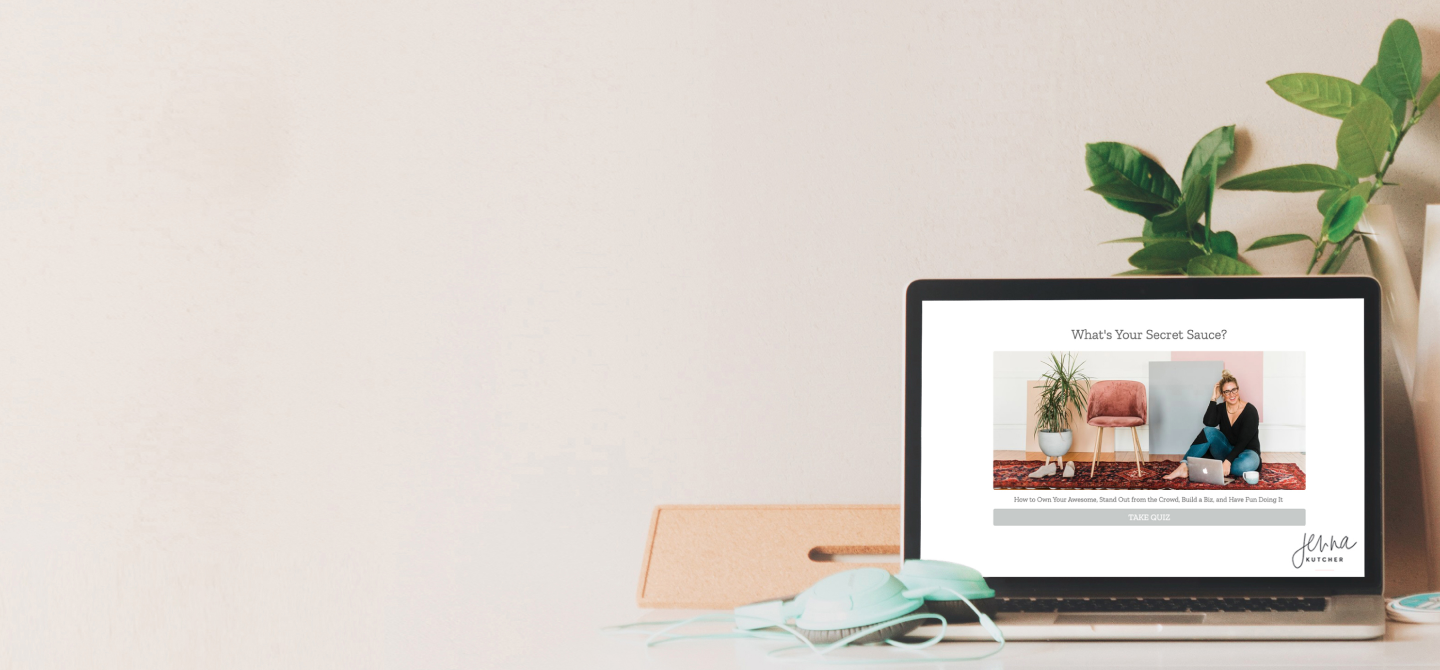 What's Your Secret Sauce?
How to Own Your Awesome, Stand Out from the Crowd, Build a Biz, and Have Fun Doing It
TAKE QUIZ
Jenna
KUTCHER